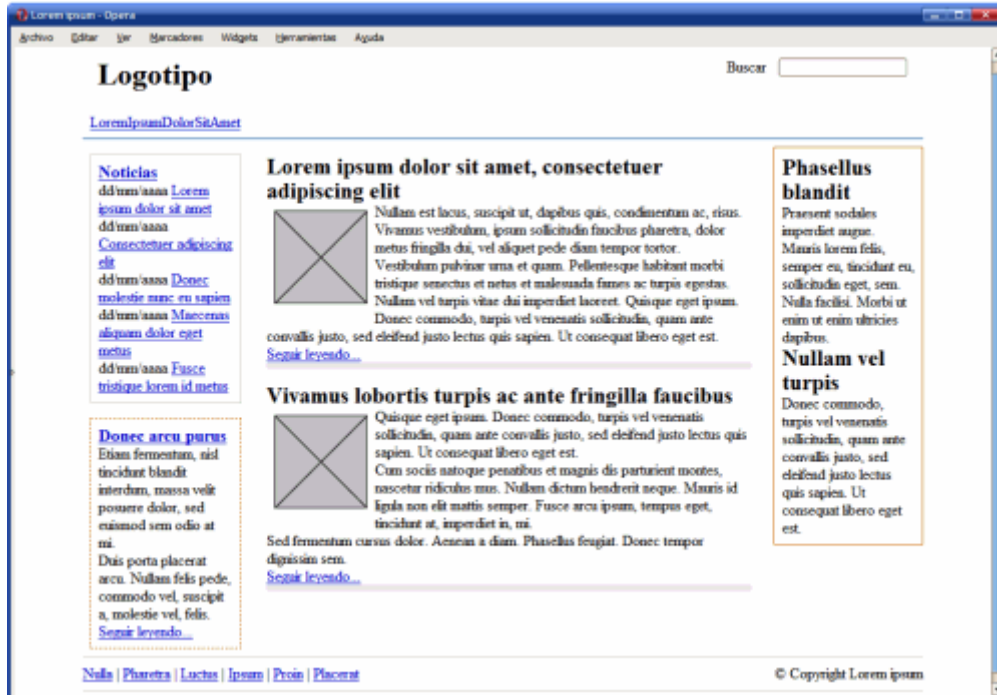 Lorem ipsum - Opera
Archivo Editar Ver Marcadores Widgets Herramientas Ayuda
Logotipo
Buscar
LoremIpsumDolorSitAmet
Noticias
dd/mm/aaaa Lorem
ipsum dolor sit amet
dd/mm/aaaa
Consectetuer adipiscing
elit
dd/mm/aaaa Donec
molestie nunc eu sapien
dd/mm/aaaa Maecenas
aliquam dolor eget
metus
dd/mm/aaaa Fusce
tristique lorem id metus
Donec arcu purus
Etiam fermentum, nisl
tincidunt blandit
interdum, massa velit
posuere dolor, sed
euismod sem odio at
mi.
Duis porta placerat
arcu. Nullam felis pede,
commodo vel, suscipit
a, molestie vel, felis.
Seguir leyendo...
Lorem ipsum dolor sit amet, consectetuer
adipiscing elit
Nullam est lacus, suscipit ut, dapibus quis, condimentum ac, risus.
Vivamus vestibulum, ipsum sollicitudin faucibus pharetra, dolor
metus fringilla dui, vel aliquet pede diam tempor tortor.
Vestibulum pulvinar urna et quam. Pellentesque habitant morbi
tristique senectus et netus et malesuada fames ac turpis egestas.
Nullam vel turpis vitae dui imperdiet laoreet. Quisque eget ipsum.
Donec commodo, turpis vel venenatis sollicitudin, quam ante
convallis justo, sed eleifend justo lectus quis sapien. Ut consequat libero eget est.
Seguir leyendo...
Vivamus lobortis turpis ac ante fringilla faucibus
Quisque eget ipsum. Donec commodo, turpis vel venenatis
sollicitudin, quam ante convallis justo, sed eleifend justo lectus quis
sapien. Ut consequat libero eget est.
Cum sociis natoque penatibus et magnis dis parturient montes,
nascetur ridiculus mus. Nullam dictum hendrerit neque. Mauris id
ligula non elit mattis semper. Fusce arcu ipsum, tempus eget,
tincidunt at, imperdiet in, mi.
Sed fermentum cursus dolor. Aenean a diam. Phasellus feugiat. Donec tempor
dignissim sem.
Seguir leyendo...
Phasellus
blandit
Praesent sodales
imperdiet augue.
Mauris lorem felis,
semper eu, tincidunt eu,
sollicitudin eget, sem.
Nulla facilisi. Morbi ut
enim ut enim ultricies
dapibus.
Nullam vel
turpis
Donec commodo,
turpis vel venenatis
sollicitudin, quam ante
convallis justo, sed
eleifend justo lectus
quis sapien. Ut
consequat libero eget
est.
Nulla | Pharetra | Luctus | Ipsum | Proin | Placerat
© Copyright Lorem ipsum